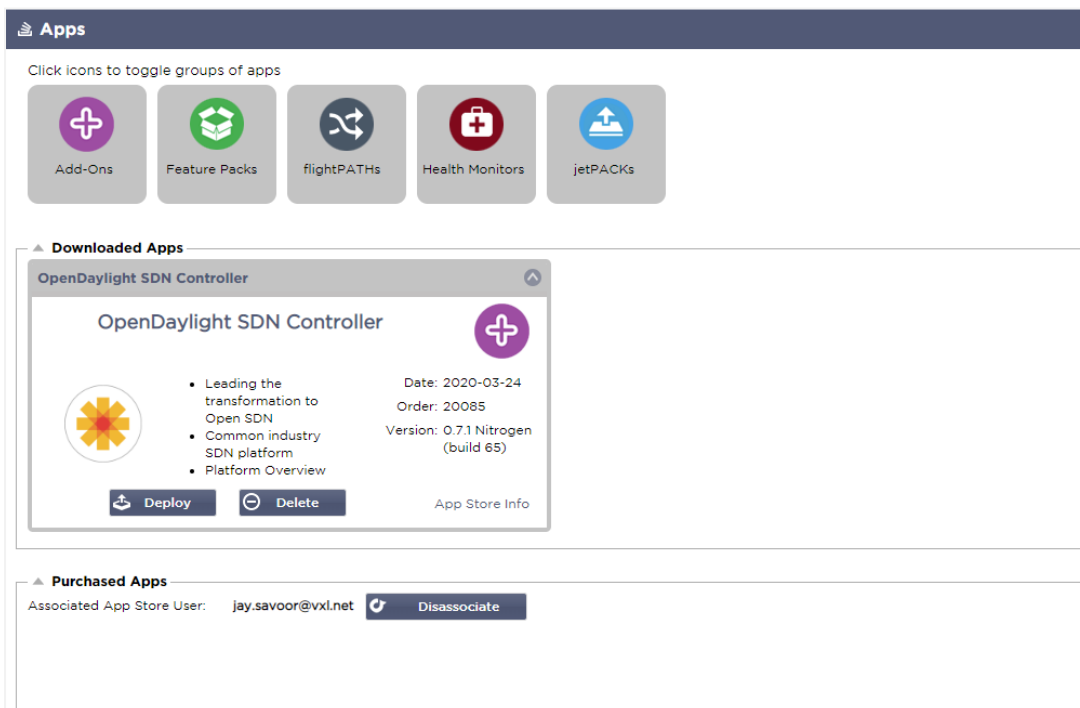 Apps
Click icons to toggle groups of apps
Add-Ons
Feature Packs
flightPATHs
Health Monitors
jetPACKs
Downloaded Apps
OpenDaylight SDN Controller
OpenDaylight SDN Controller
Leading the
transformation to
Open SDN
Common industry
SDN platform
Platform Overview
Date: 2020-03-24
Order: 20085
Version: 0.7.1 Nitrogen
(build 65)
Deploy
Delete
App Store Info
Purchased Apps
Associated App Store User: jay.savoor@vxl.net Disassociate